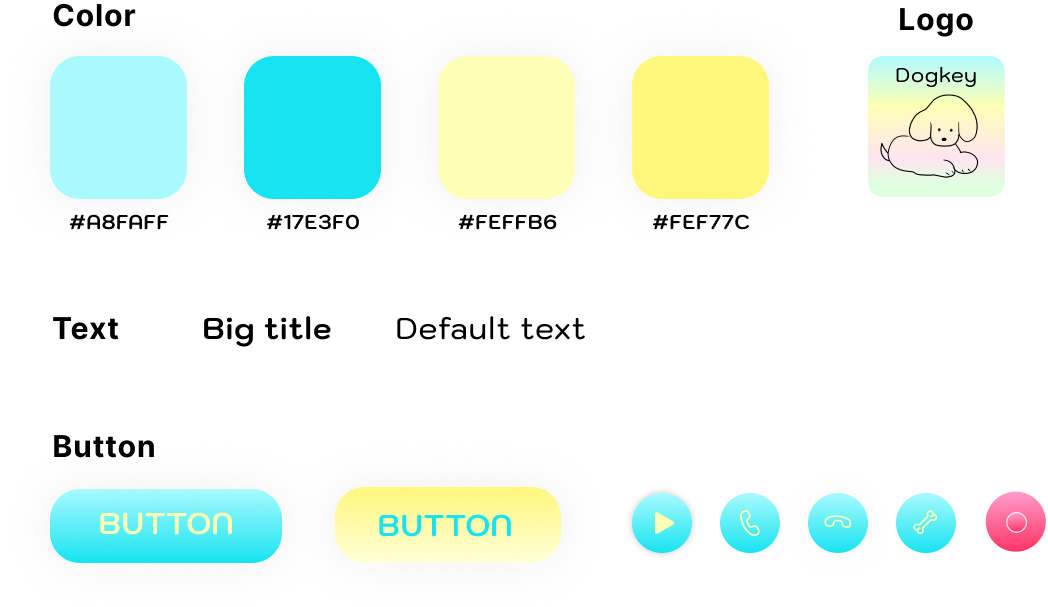 Color
Logo
Dogkey
#A8FAFF #17E3F0 #FEFFB6 #FEF77C
Text Big title Default text
Button
BUTTON BUTTON